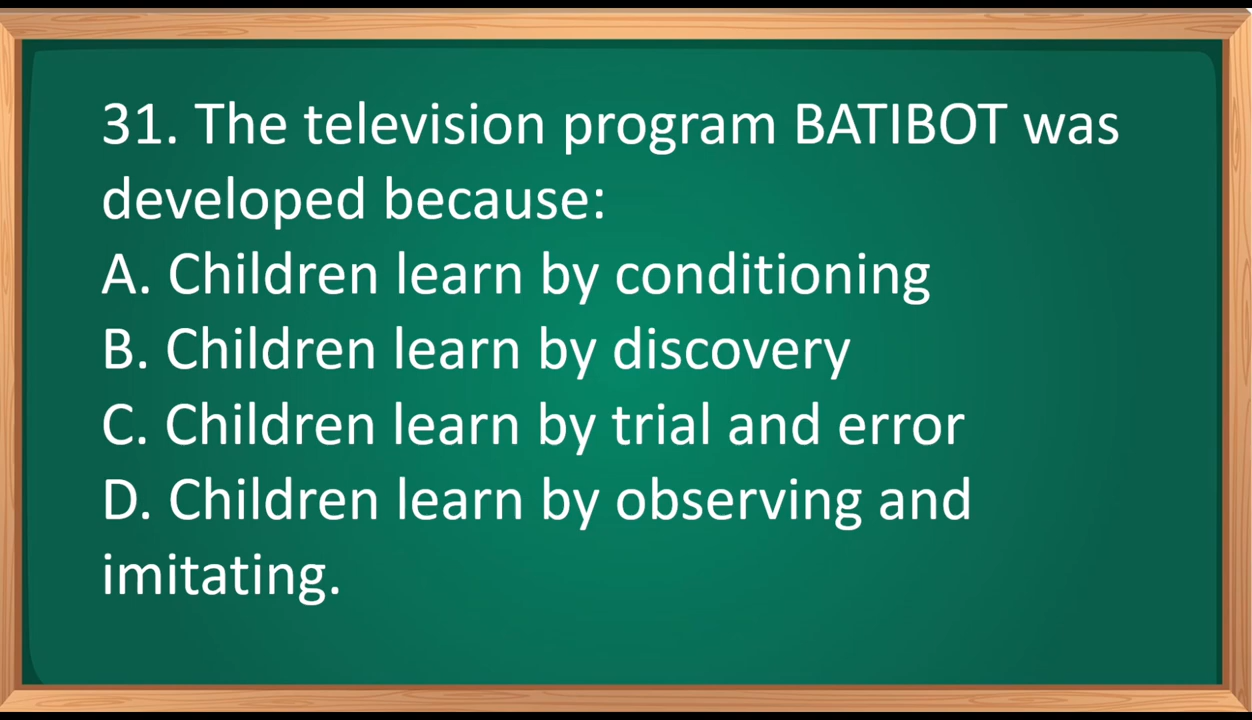 31. The television program BATIBOT was
developed because:
A. Children learn by conditioning
B. Children learn by discovery
C. Children learn by trial and error
D. Children learn by observing and
imitating.